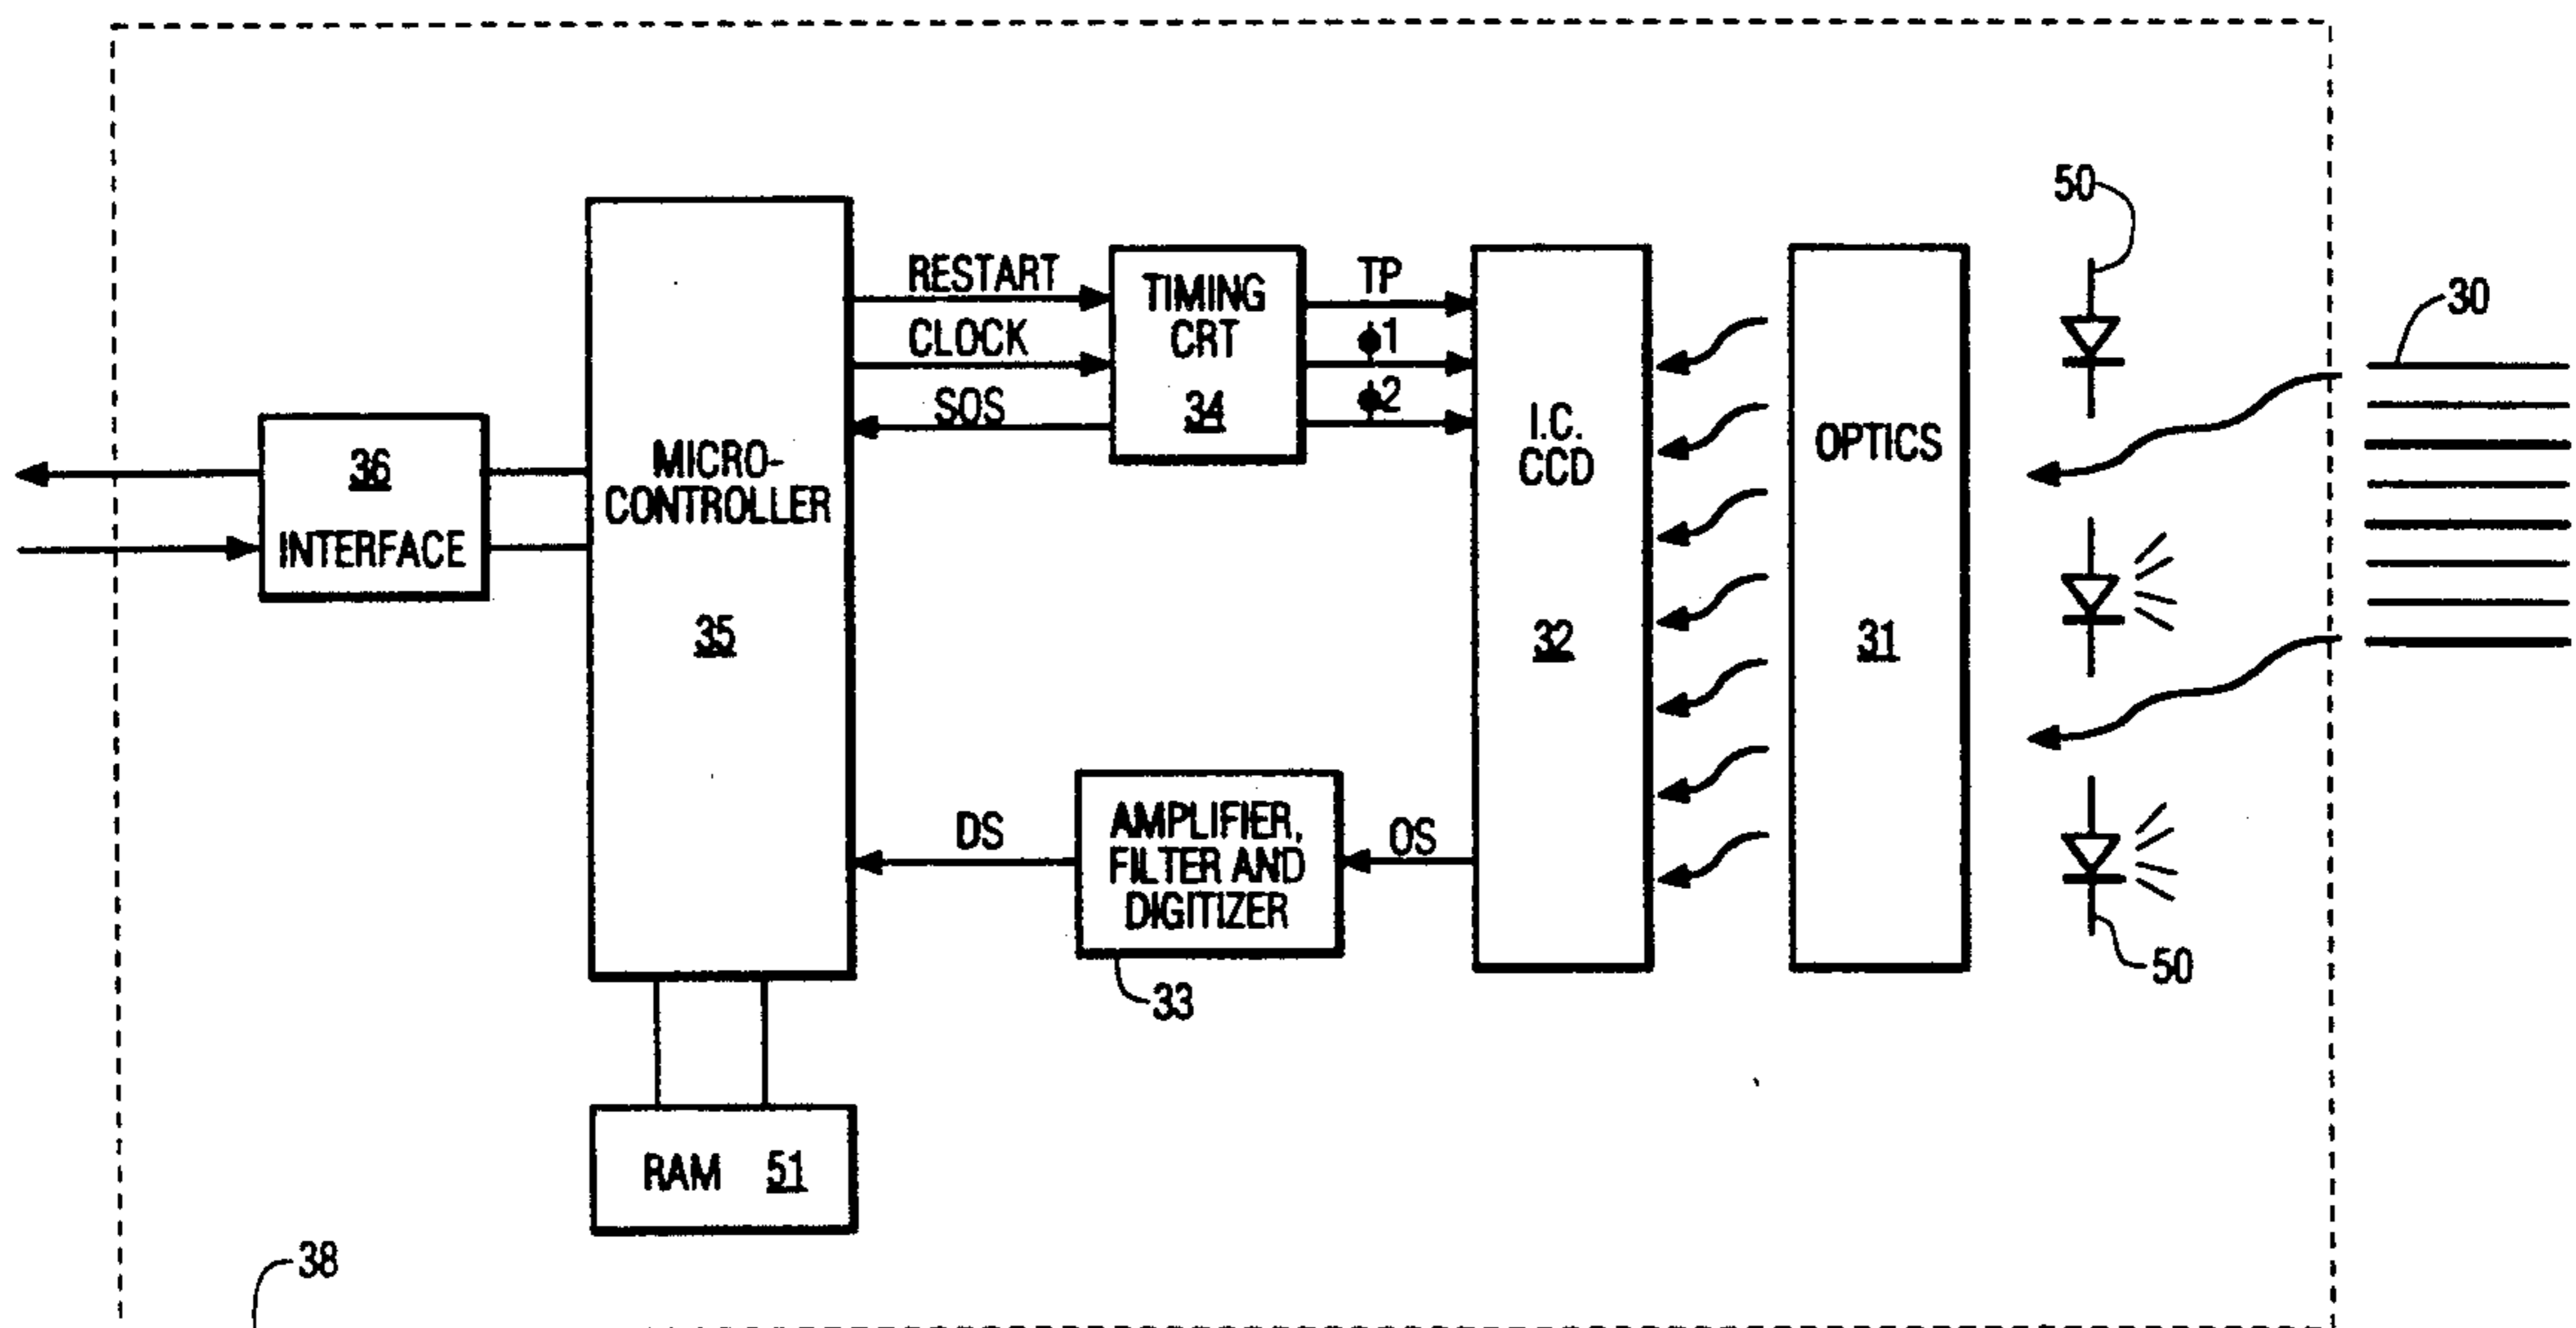 50
30
RESTART
CLOCK
SOS
TIMING
CRT
34
TP
ϕ1
ϕ2
I.C.
CCD
32
OPTICS
31
36
INTERFACE
MICRO-
CONTROLLER
35
DS
AMPLIFIER,
FILTER AND
DIGITIZER
OS
33
50
RAM 51
38